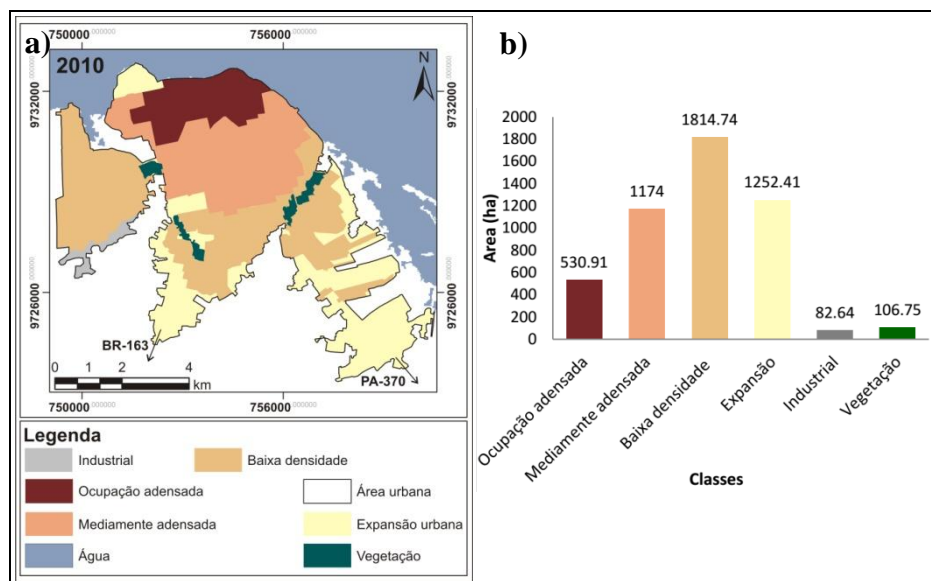 a)
750000
756000
2010
N
9732000
9732000
9726000
9726000
BR-163
PA-370
0 2 4
km
750000
756000
Legenda
Industrial
Baixa densidade
Ocupação adensada
Área urbana
Mediamente adensada
Expansão urbana
Água
Vegetação
b)
Area (ha)
2000
1800
1600
1400
1200
1000
800
600
400
200
0
530.91
1174
1814.74
1252.41
82.64
106.75
Ocupação adensada
Mediamente adensada
Baixa densidade
Expansão
Industrial
Vegetação
Classes